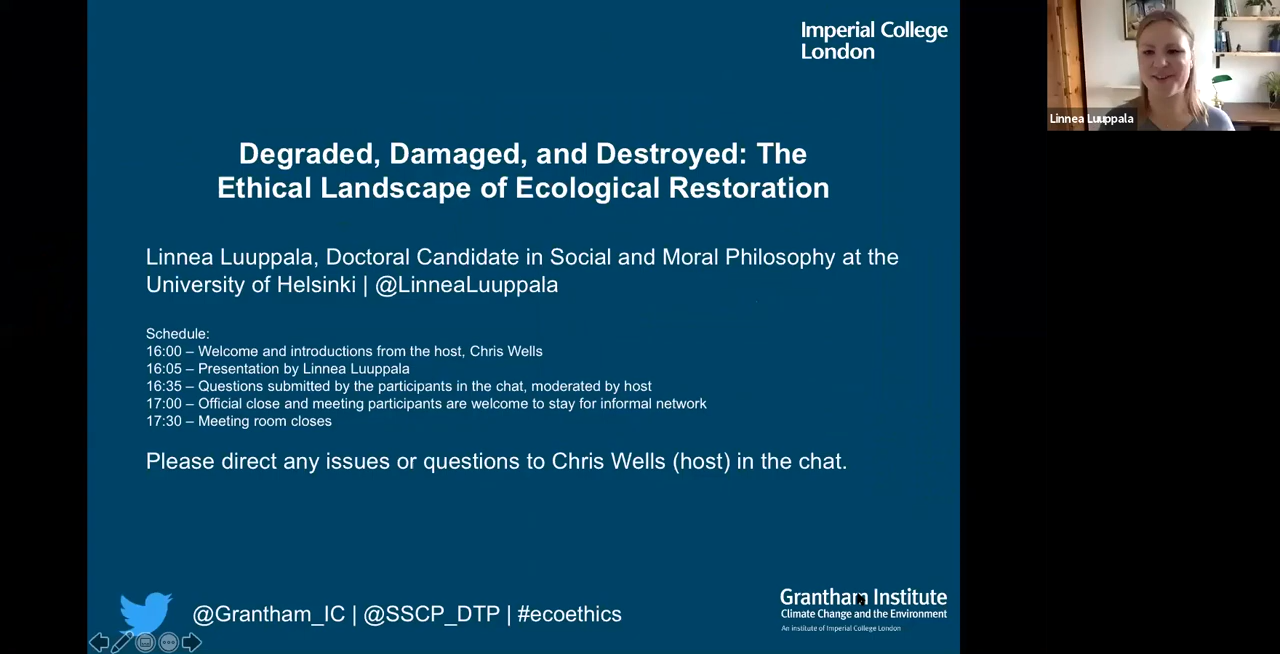 Imperial College
London
Linnea Luuppala
Degraded, Damaged, and Destroyed: The
Ethical Landscape of Ecological Restoration
Linnea Luuppala, Doctoral Candidate in Social and Moral Philosophy at the
University of Helsinki | @LinneaLuuppala
Schedule:
16:00 – Welcome and introductions from the host, Chris Wells
16:05 – Presentation by Linnea Luuppala
16:35 – Questions submitted by the participants in the chat, moderated by host
17:00 – Official close and meeting participants are welcome to stay for informal network
17:30 – Meeting room closes
Please direct any issues or questions to Chris Wells (host) in the chat.
@Grantham_IC | @SSCP_DTP | #ecoethics
Grantham Institute
Climate Change and the Environment
An institute of Imperial College London